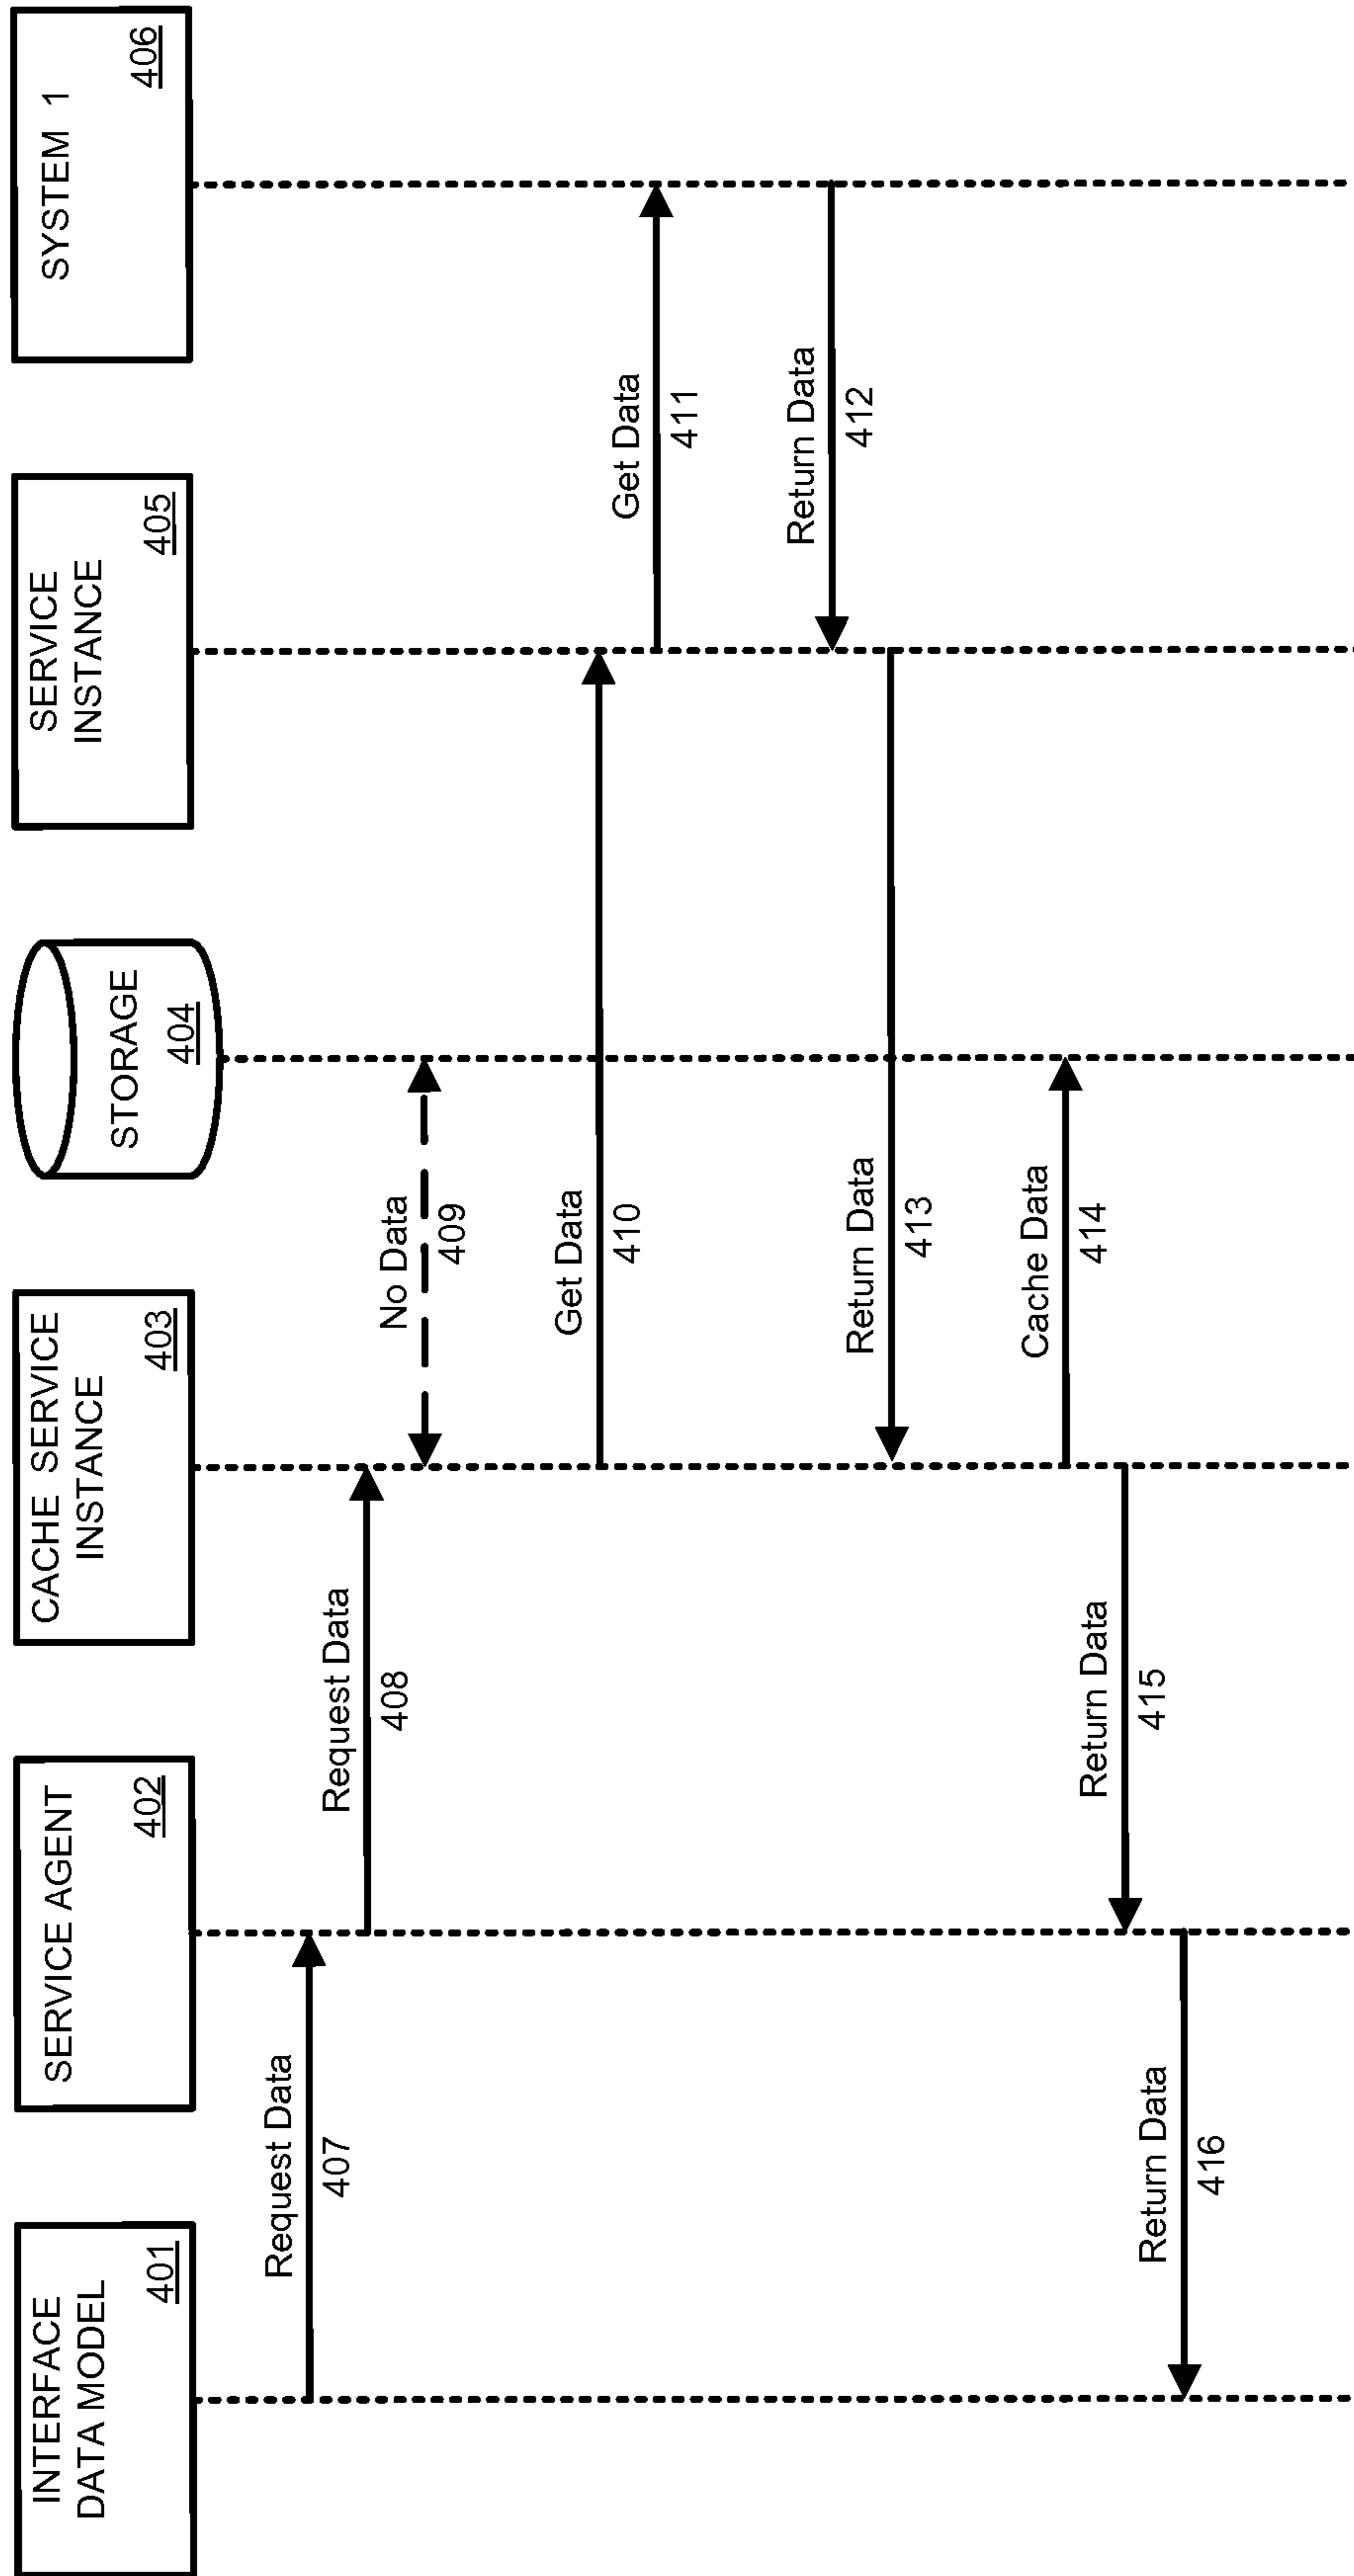 INTERFACE
DATA MODEL
401
SERVICE AGENT
402
CACHE SERVICE
INSTANCE
403
STORAGE
404
SERVICE
INSTANCE
405
SYSTEM 1
406
Request Data
407
Request Data
408
No Data
409
Get Data
410
Get Data
411
Return Data
412
Return Data
413
Cache Data
414
Return Data
415
Return Data
416